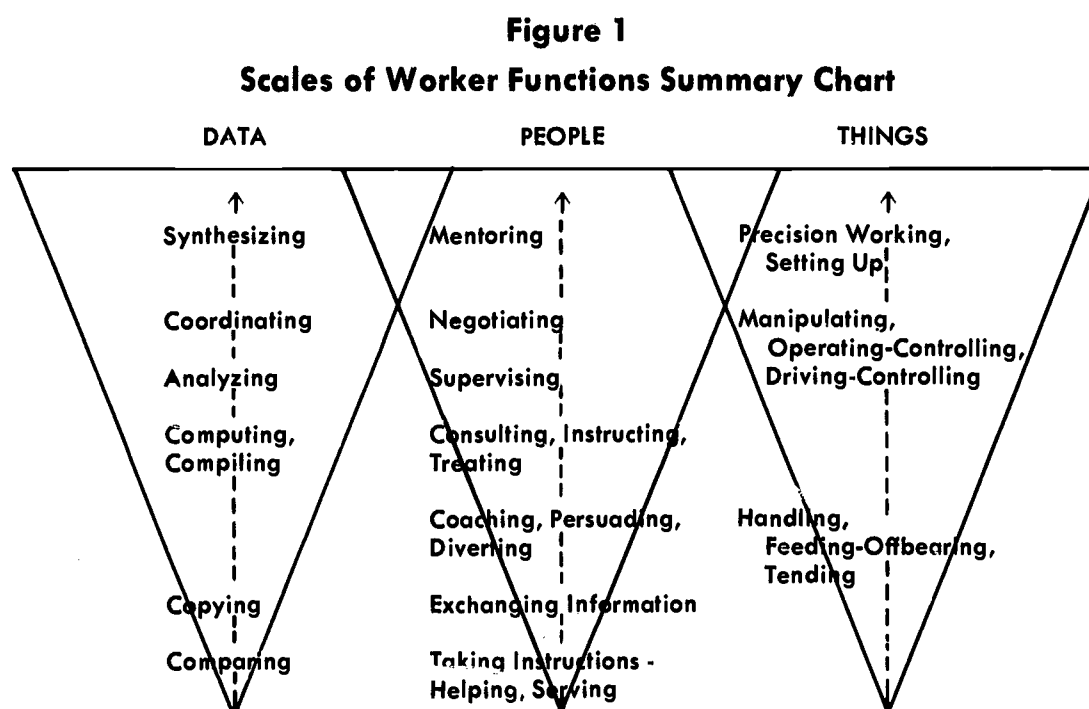 Figure 1
Scales of Worker Functions Summary Chart
DATA
Synthesizing
Coordinating
Analyzing
Computing,
Compiling
Copying
Comparing
PEOPLE
Mentoring
Negotiating
Supervising
Consulting, Instructing,
Treating
Coaching, Persuading,
Diverting
Exchanging Information
Taking Instructions -
Helping, Serving
THINGS
Precision Working,
Setting Up
Manipulating,
Operating-Controlling,
Driving-Controlling
Handling,
Feeding-Offbearing,
Tending